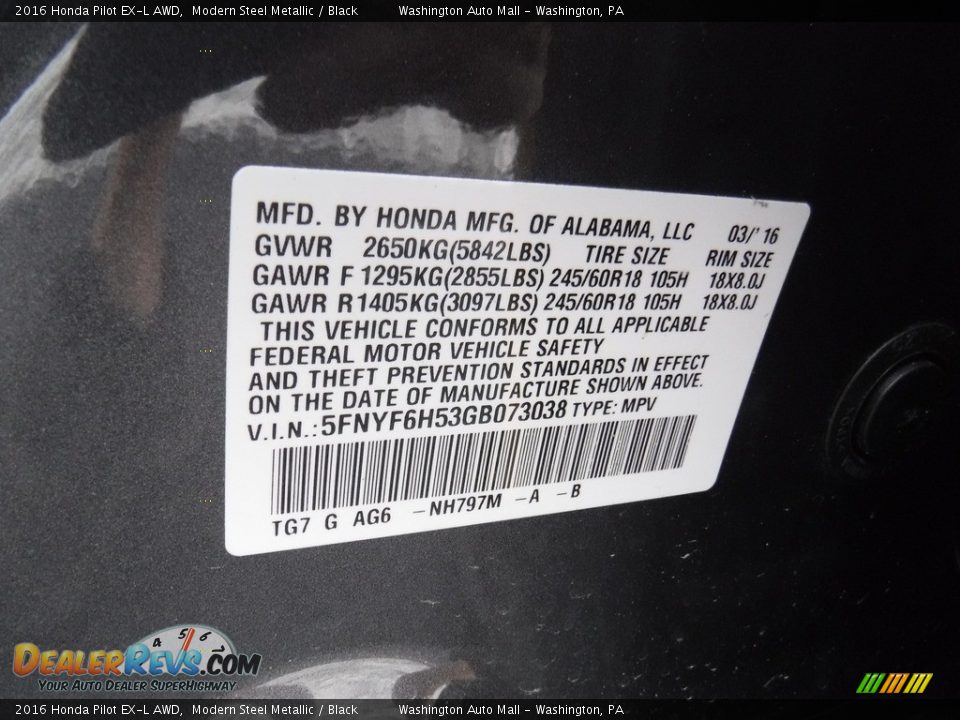 2016 Honda Pilot EX-L AWD, Modern Steel Metallic / Black Washington Auto Mall - Washington, PA
MFD. BY HONDA MFG. OF ALABAMA, LLC 03/'16
GVWR 2650KG(5842LBS) TIRE SIZE RIM SIZE
GAWR F 1295KG(2855LBS) 245/60R18 105H 18X8.0J
GAWR R 1405KG(3097LBS) 245/60R18 105H 18X8.0J
THIS VEHICLE CONFORMS TO ALL APPLICABLE
FEDERAL MOTOR VEHICLE SAFETY
AND THEFT PREVENTION STANDARDS IN EFFECT
ON THE DATE OF MANUFACTURE SHOWN ABOVE.
V.I.N.: 5FNYF6H53GB073038 TYPE: MPV
TG7 G AG6 -NH797M -A -B
4 5 6
DEALERREVS.COM
YOUR AUTO DEALER SUPERHIGHWAY
2016 Honda Pilot EX-L AWD, Modern Steel Metallic / Black Washington Auto Mall - Washington, PA